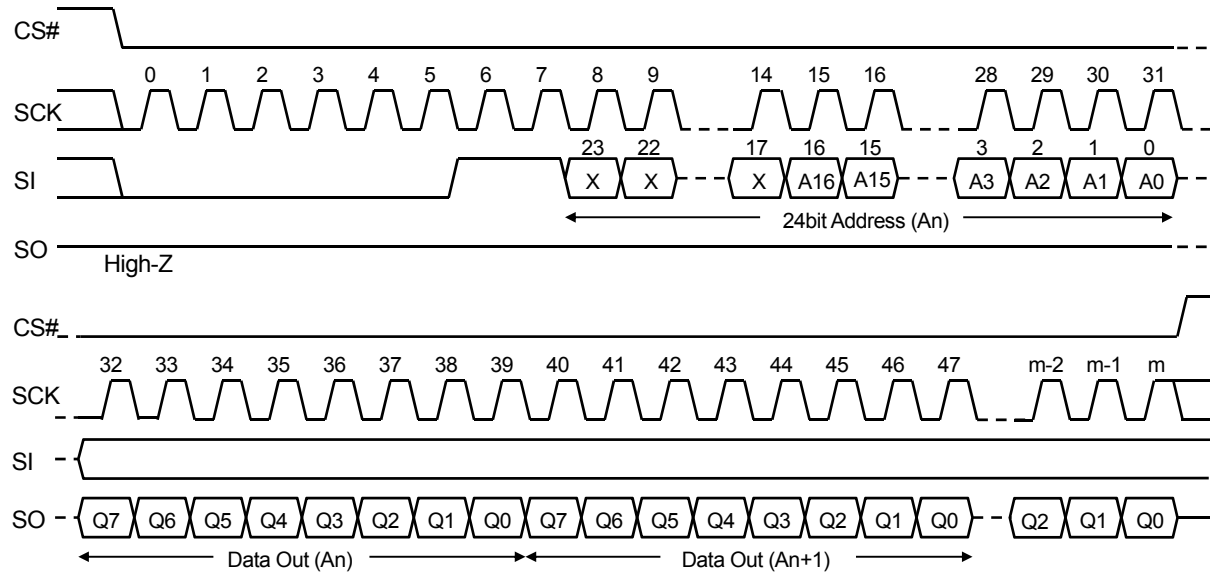 CS#
0 1 2 3 4 5 6 7 8 9 14 15 16 28 29 30 31
SCK
23 22 17 16 15 3 2 1 0
SI X X X A16 A15 A3 A2 A1 A0
24bit Address (An)
SO
High-Z
CS#
32 33 34 35 36 37 38 39 40 41 42 43 44 45 46 47 m-2 m-1 m
SCK
SI
SO Q7 Q6 Q5 Q4 Q3 Q2 Q1 Q0 Q7 Q6 Q5 Q4 Q3 Q2 Q1 Q0 Q2 Q1 Q0
Data Out (An) Data Out (An+1)